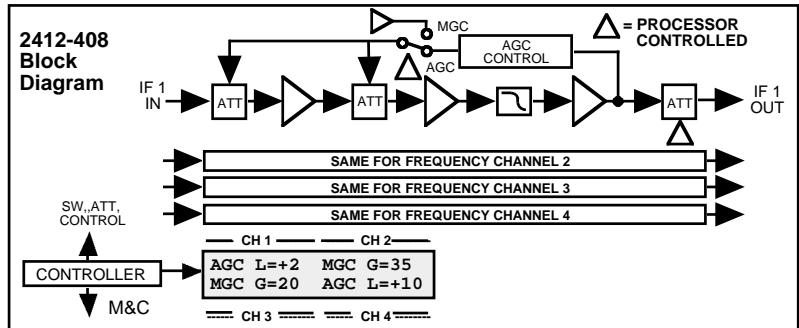 2412-408
Block
Diagram
MGC
AGC
AGC
CONTROL
= PROCESSOR
CONTROLLED
IF 1
IN
ATT
ATT
ATT
IF 1
OUT
SAME FOR FREQUENCY CHANNEL 2
SAME FOR FREQUENCY CHANNEL 3
SAME FOR FREQUENCY CHANNEL 4
SW,,ATT,
CONTROL
CONTROLLER
M&C
CH 1 CH 2
AGC L=+2 MGC G=35
MGC G=20 AGC L=+10
CH 3 CH 4